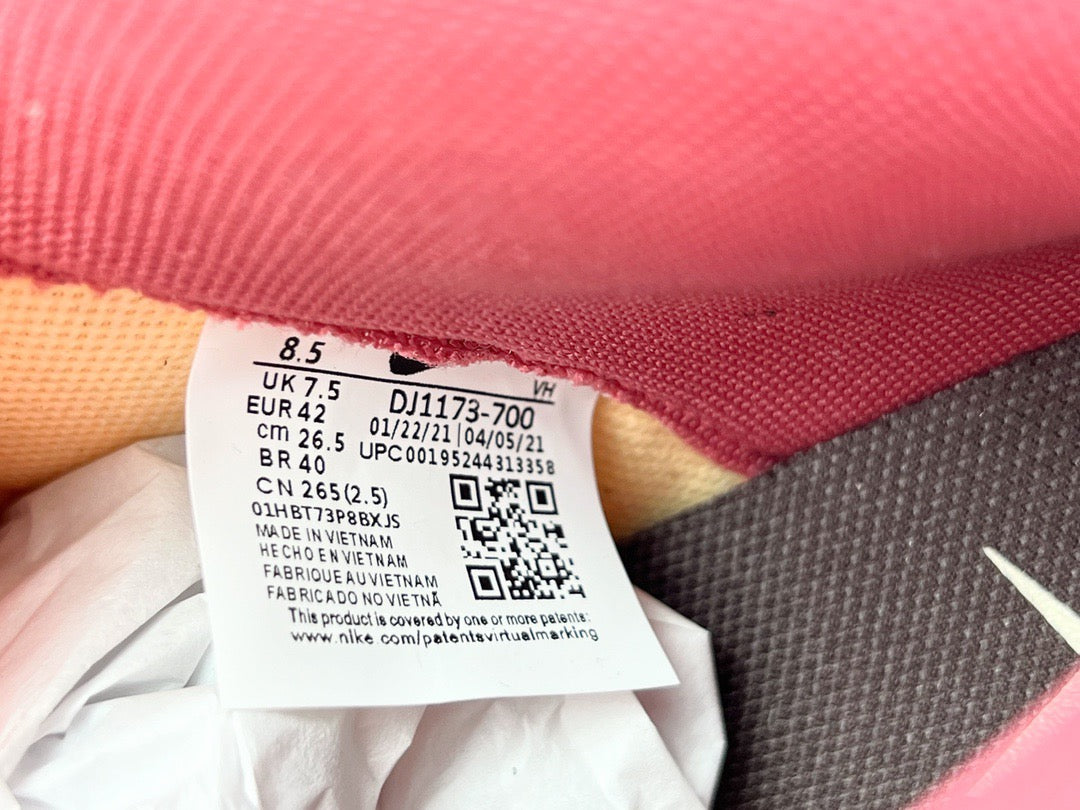 8.5
VH
UK 7.5
DJ1173-700
EUR 42
01/22/21 | 04/05/21
cm 26.5
UPC00195244313358
BR 40
CN 265(2.5)
01HBT73P8BXJS
MADE IN VIETNAM
HECHO EN VIETNAM
FABRIQUE AU VIETNAM
FABRICADO NO VIETNÃ
This product is covered by one or more patents:
www.nike com/patentsvirtualmarking